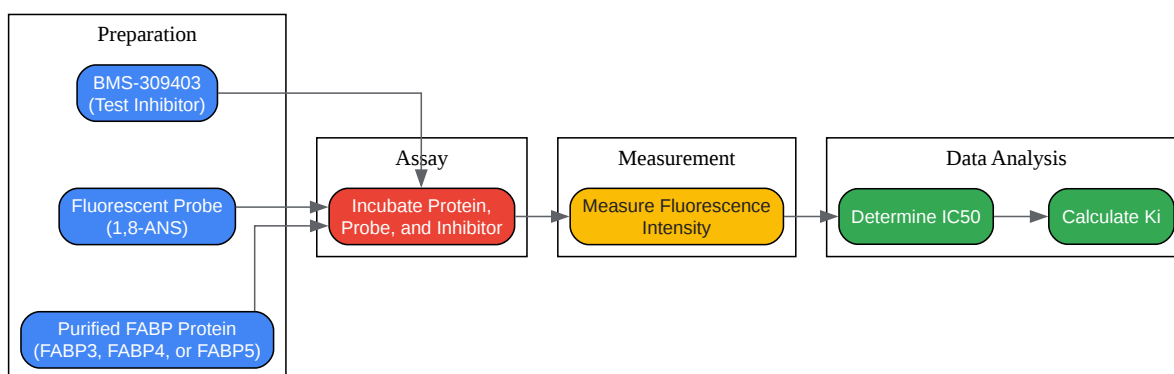 Preparation
BMS-309403
(Test Inhibitor)
Fluorescent Probe
(1,8-ANS)
Purified FABP Protein
(FABP3, FABP4, or FABP5)
Assay
Incubate Protein,
Probe, and Inhibitor
Measurement
Measure Fluorescence
Intensity
Data Analysis
Determine IC50
Calculate Ki